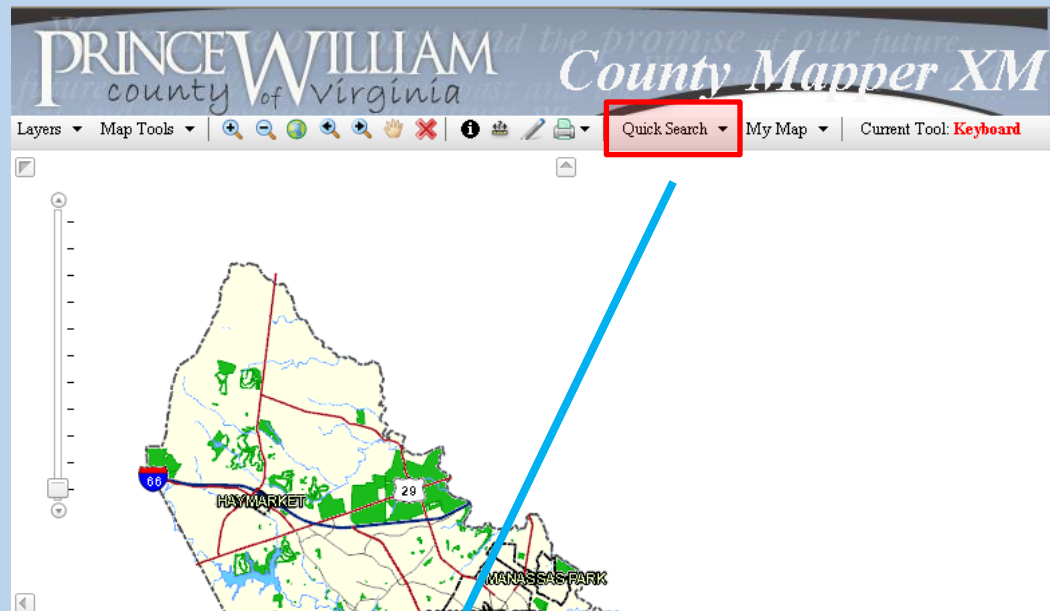 PRINCE WILLIAM
county of Virginia
County Mapper XM
Layers Map Tools Quick Search My Map Current Tool: Keyboard
66
29
HAYMARKET
MANASSAS PARK